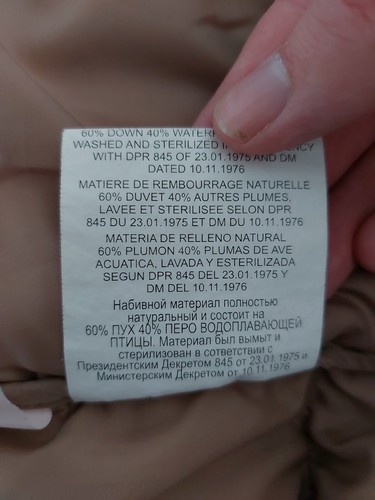 60% DOWN 40%
WASHED AND STERILIZED
WITH DPR 845 OF 23.01.1975 AND DM
DATED 10.11.1976
MATIERE DE REMBOURRAGE NATURELLE
60% DUVET 40% AUTRES PLUMES,
LAVEE ET STERILISEE SELON DPR
845 DU 23.01.1975 ET DM DU 10.11.1976
MATERIA DE RELLENO NATURAL
60% PLUMON 40% PLUMAS DE AVE
ACUATICA, LAVADA Y ESTERILIZADA
SEGUN DPR 845 DEL 23.01.1975 Y
DM DEL 10.11.1976
Набивной материал полностью
натуральный и состоит на
60% ПУХ 40% ПЕРО ВОДОПЛАВАЮЩЕЙ
ПТИЦЫ. Материал был вымыт и
стерилизован в соответствии с
Президентским Декретом 845 от 23.01.1975 и
Министерским Декретом от 10.11.1976